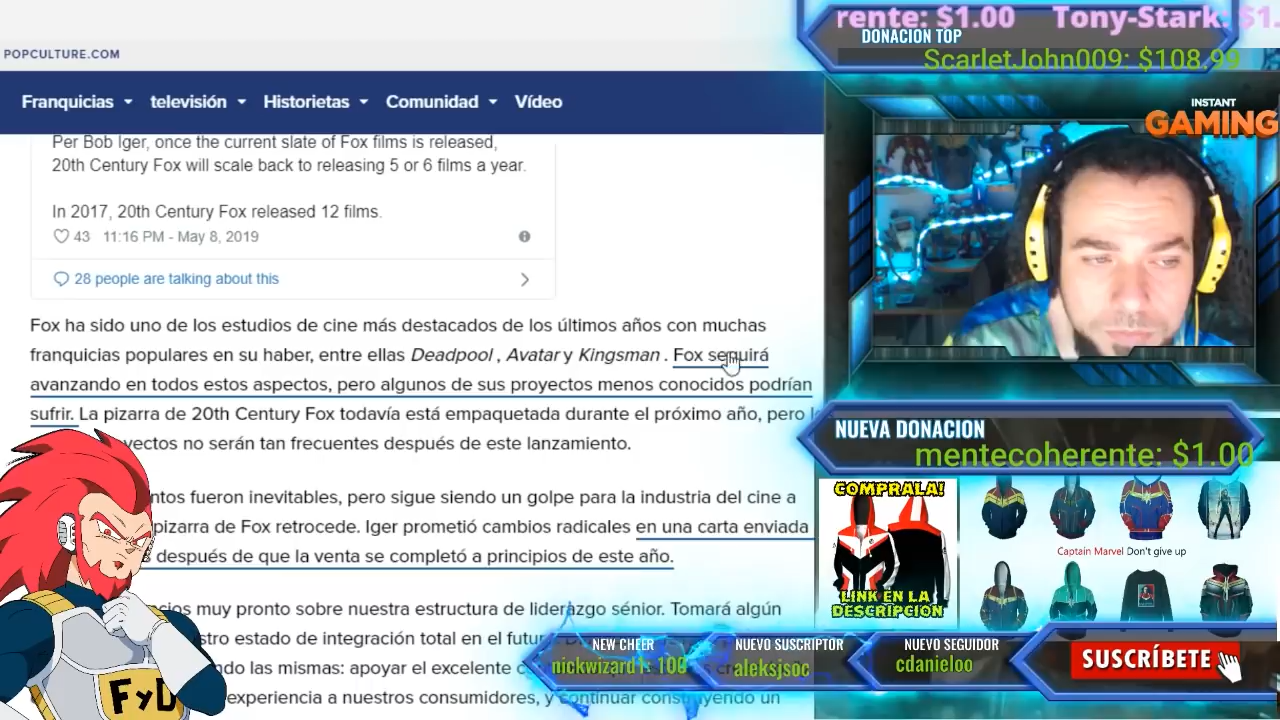 rente: $1.00 Tony-Stark: $1.
DONACION TOP
ScarletJohn009: $108.99
POPCULTURE.COM
Franquicias televisión Historietas Comunidad Vídeo
INSTANT
GAMING
Per Bob Iger, once the current slate of Fox films is released,
20th Century Fox will scale back to releasing 5 or 6 films a year.
In 2017, 20th Century Fox released 12 films.
43 11:16 PM - May 8, 2019
28 people are talking about this
Fox ha sido uno de los estudios de cine más destacados de los últimos años con muchas
franquicias populares en su haber, entre ellas Deadpool , Avatar y Kingsman . Fox seguirá
avanzando en todos estos aspectos, pero algunos de sus proyectos menos conocidos podrían
sufrir. La pizarra de 20th Century Fox todavía está empaquetada durante el próximo año, pero
yectos no serán tan frecuentes después de este lanzamiento.
ntos fueron inevitables, pero sigue siendo un golpe para la industria del cine a
pizarra de Fox retrocede. Iger prometió cambios radicales en una carta enviada
después de que la venta se completó a principios de este año.
cios muy pronto sobre nuestra estructura de liderazgo sénior. Tomará algún
stro estado de integración total en el futur
ndo las mismas: apoyar el excelente
experiencia a nuestros consumidores, y continuar construyendo un
NUEVA DONACION
mentecoherente: $1.00
COMPRALA!
LINK EN LA
DESCRIPCION
Captain Marvel Don't give up
NEW CHEER
nickwizard1: 100
NUEVO SUSCRIPTOR
aleksjsoc
NUEVO SEGUIDOR
cdanieloo
SUSCRÍBETE
FyD